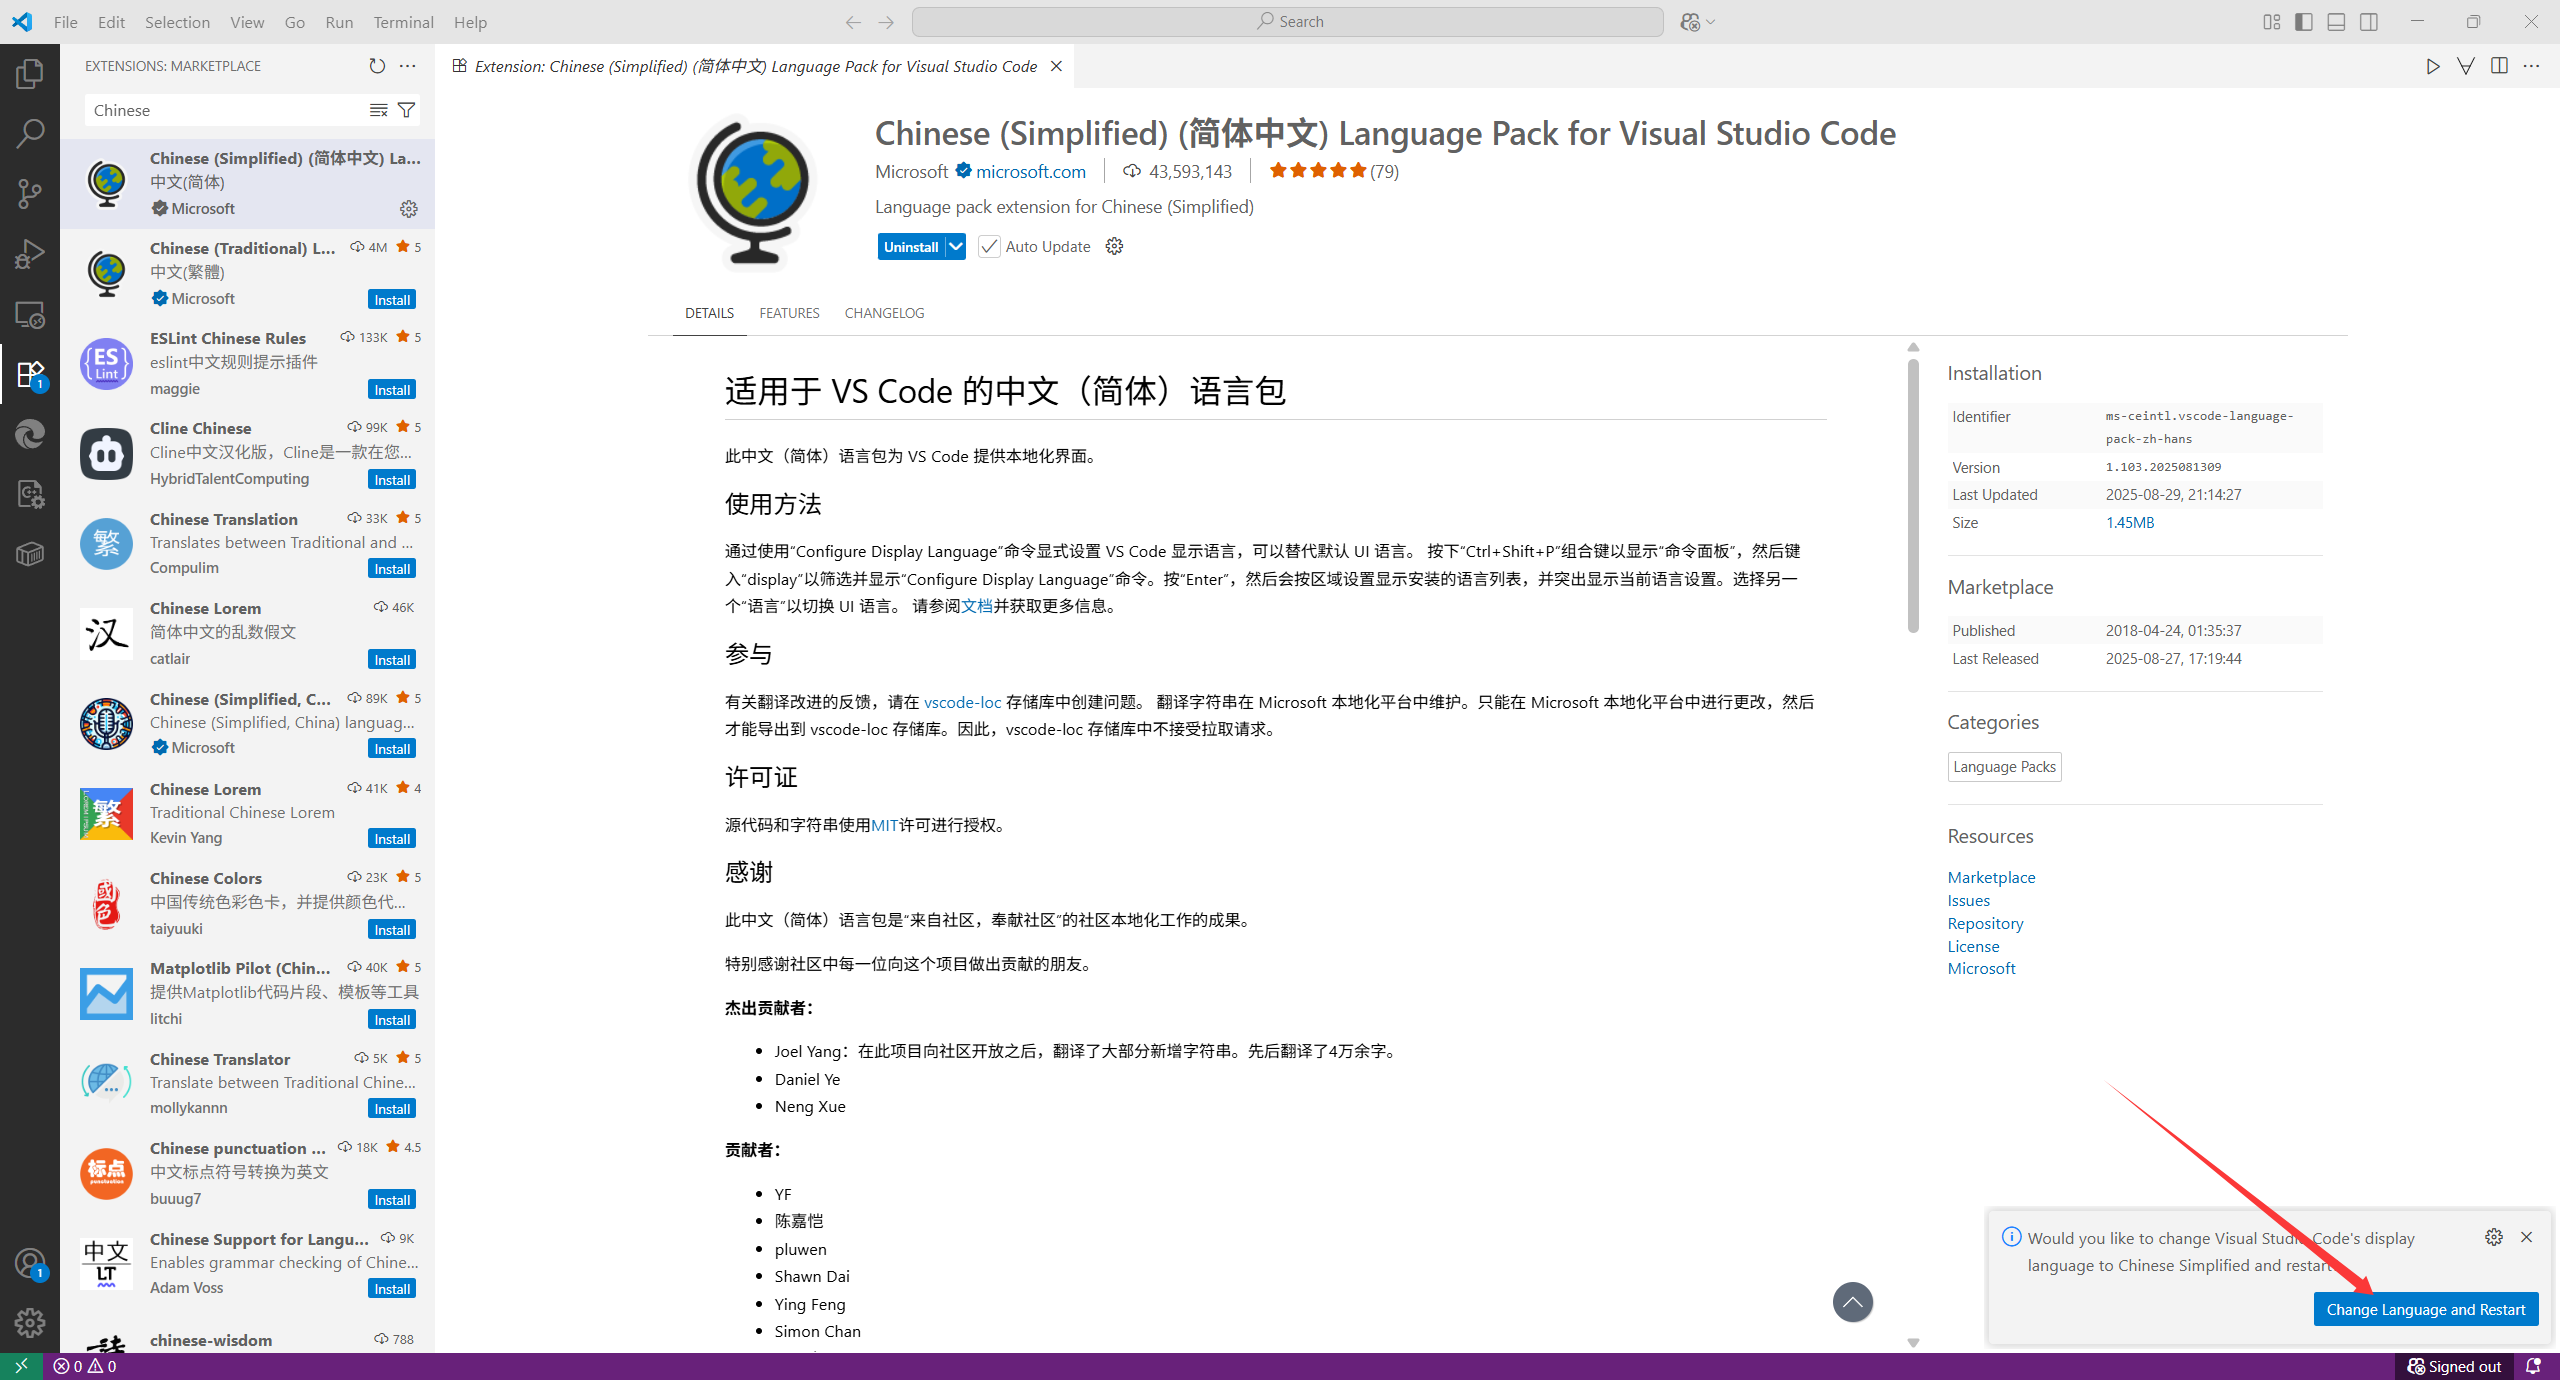 File Edit Selection View Go Run Terminal Help
Search
EXTENSIONS: MARKETPLACE
Chinese
Chinese (Simplified) (简体中文) La...
中文(简体)
Microsoft
Chinese (Traditional) L... 4M 5
中文(繁體)
Microsoft Install
ESLint Chinese Rules 133K 5
eslint中文规则提示插件
maggie Install
Cline Chinese 99K 5
Cline中文汉化版，Cline是一款在您...
HybridTalentComputing Install
Chinese Translation 33K 5
Translates between Traditional and ...
Compulim Install
Chinese Lorem 46K
简体中文的乱数假文
catlair Install
Chinese (Simplified, C... 89K 5
Chinese (Simplified, China) languag...
Microsoft Install
Chinese Lorem 41K 4
Traditional Chinese Lorem
Kevin Yang Install
Chinese Colors 23K 5
中国传统色彩色卡，并提供颜色代...
taiyuuki Install
Matplotlib Pilot (Chin... 40K 5
提供Matplotlib代码片段、模板等工具
litchi Install
Chinese Translator 5K 5
Translate between Traditional Chine...
mollykannn Install
Chinese punctuation ... 18K 4.5
中文标点符号转换为英文
buuug7 Install
Chinese Support for Langu... 9K
Enables grammar checking of Chine...
Adam Voss Install
chinese-wisdom 788
{ES}
Lint
繁
汉
繁
國色
标点
punctuation
中文
LT
1
1
Extension: Chinese (Simplified) (简体中文) Language Pack for Visual Studio Code
Chinese (Simplified) (简体中文) Language Pack for Visual Studio Code
Microsoft microsoft.com 43,593,143 (79)
Language pack extension for Chinese (Simplified)
Uninstall Auto Update
DETAILS FEATURES CHANGELOG
适用于 VS Code 的中文（简体）语言包
此中文（简体）语言包为 VS Code 提供本地化界面。
使用方法
通过使用“Configure Display Language”命令显式设置 VS Code 显示语言，可以替代默认 UI 语言。 按下“Ctrl+Shift+P”组合键以显示“命令面板”，然后键
入“display”以筛选并显示“Configure Display Language”命令。按“Enter”，然后会按区域设置显示安装的语言列表，并突出显示当前语言设置。选择另一
个“语言”以切换 UI 语言。 请参阅文档并获取更多信息。
参与
有关翻译改进的反馈，请在 vscode-loc 存储库中创建问题。 翻译字符串在 Microsoft 本地化平台中维护。只能在 Microsoft 本地化平台中进行更改，然后
才能导出到 vscode-loc 存储库。因此，vscode-loc 存储库中不接受拉取请求。
许可证
源代码和字符串使用MIT许可进行授权。
感谢
此中文（简体）语言包是“来自社区，奉献社区”的社区本地化工作的成果。
特别感谢社区中每一位向这个项目做出贡献的朋友。
杰出贡献者：
• Joel Yang：在此项目向社区开放之后，翻译了大部分新增字符串。先后翻译了4万余字。
• Daniel Ye
• Neng Xue
贡献者：
• YF
• 陈嘉恺
• pluwen
• Shawn Dai
• Ying Feng
• Simon Chan
Installation
Identifier ms-ceintl.vscode-language-
pack-zh-hans
Version 1.103.2025081309
Last Updated 2025-08-29, 21:14:27
Size 1.45MB
Marketplace
Published 2018-04-24, 01:35:37
Last Released 2025-08-27, 17:19:44
Categories
Language Packs
Resources
Marketplace
Issues
Repository
License
Microsoft
Would you like to change Visual Studio Code's display
language to Chinese Simplified and restart
Change Language and Restart
0 0
Signed out